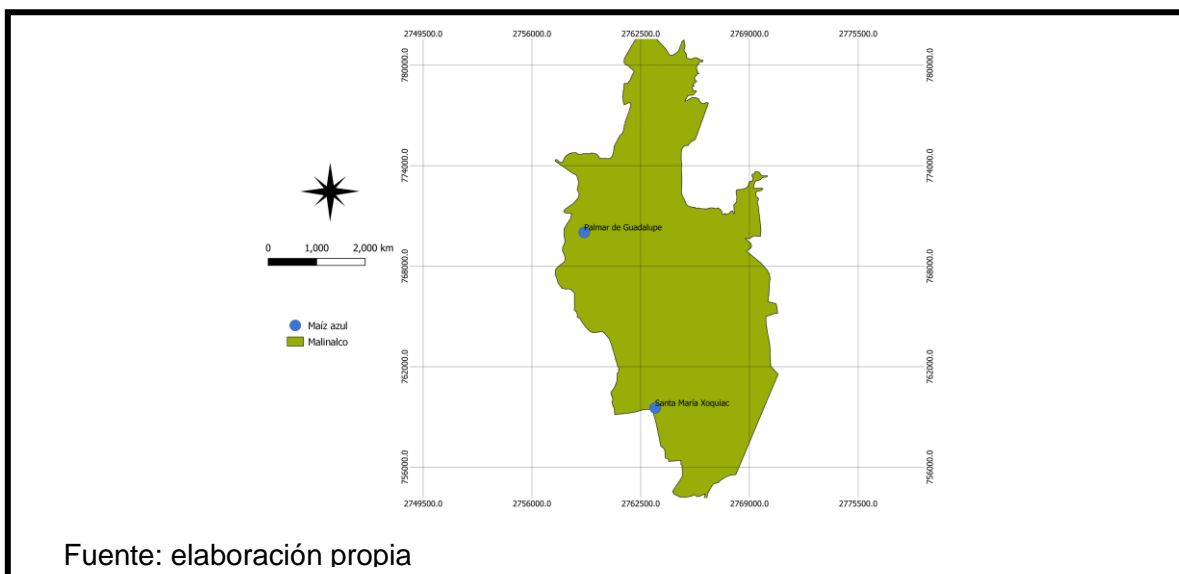 2749500.0 2756000.0 2762500.0 2769000.0 2775500.0
780000.0 780000.0
774000.0 774000.0
Palmar de Guadalupe
0 1,000 2,000 km
768000.0 768000.0
Maíz azul
Malinalco
762000.0 762000.0
Santa María Xoquiac
756000.0 756000.0
2749500.0 2756000.0 2762500.0 2769000.0 2775500.0
Fuente: elaboración propia